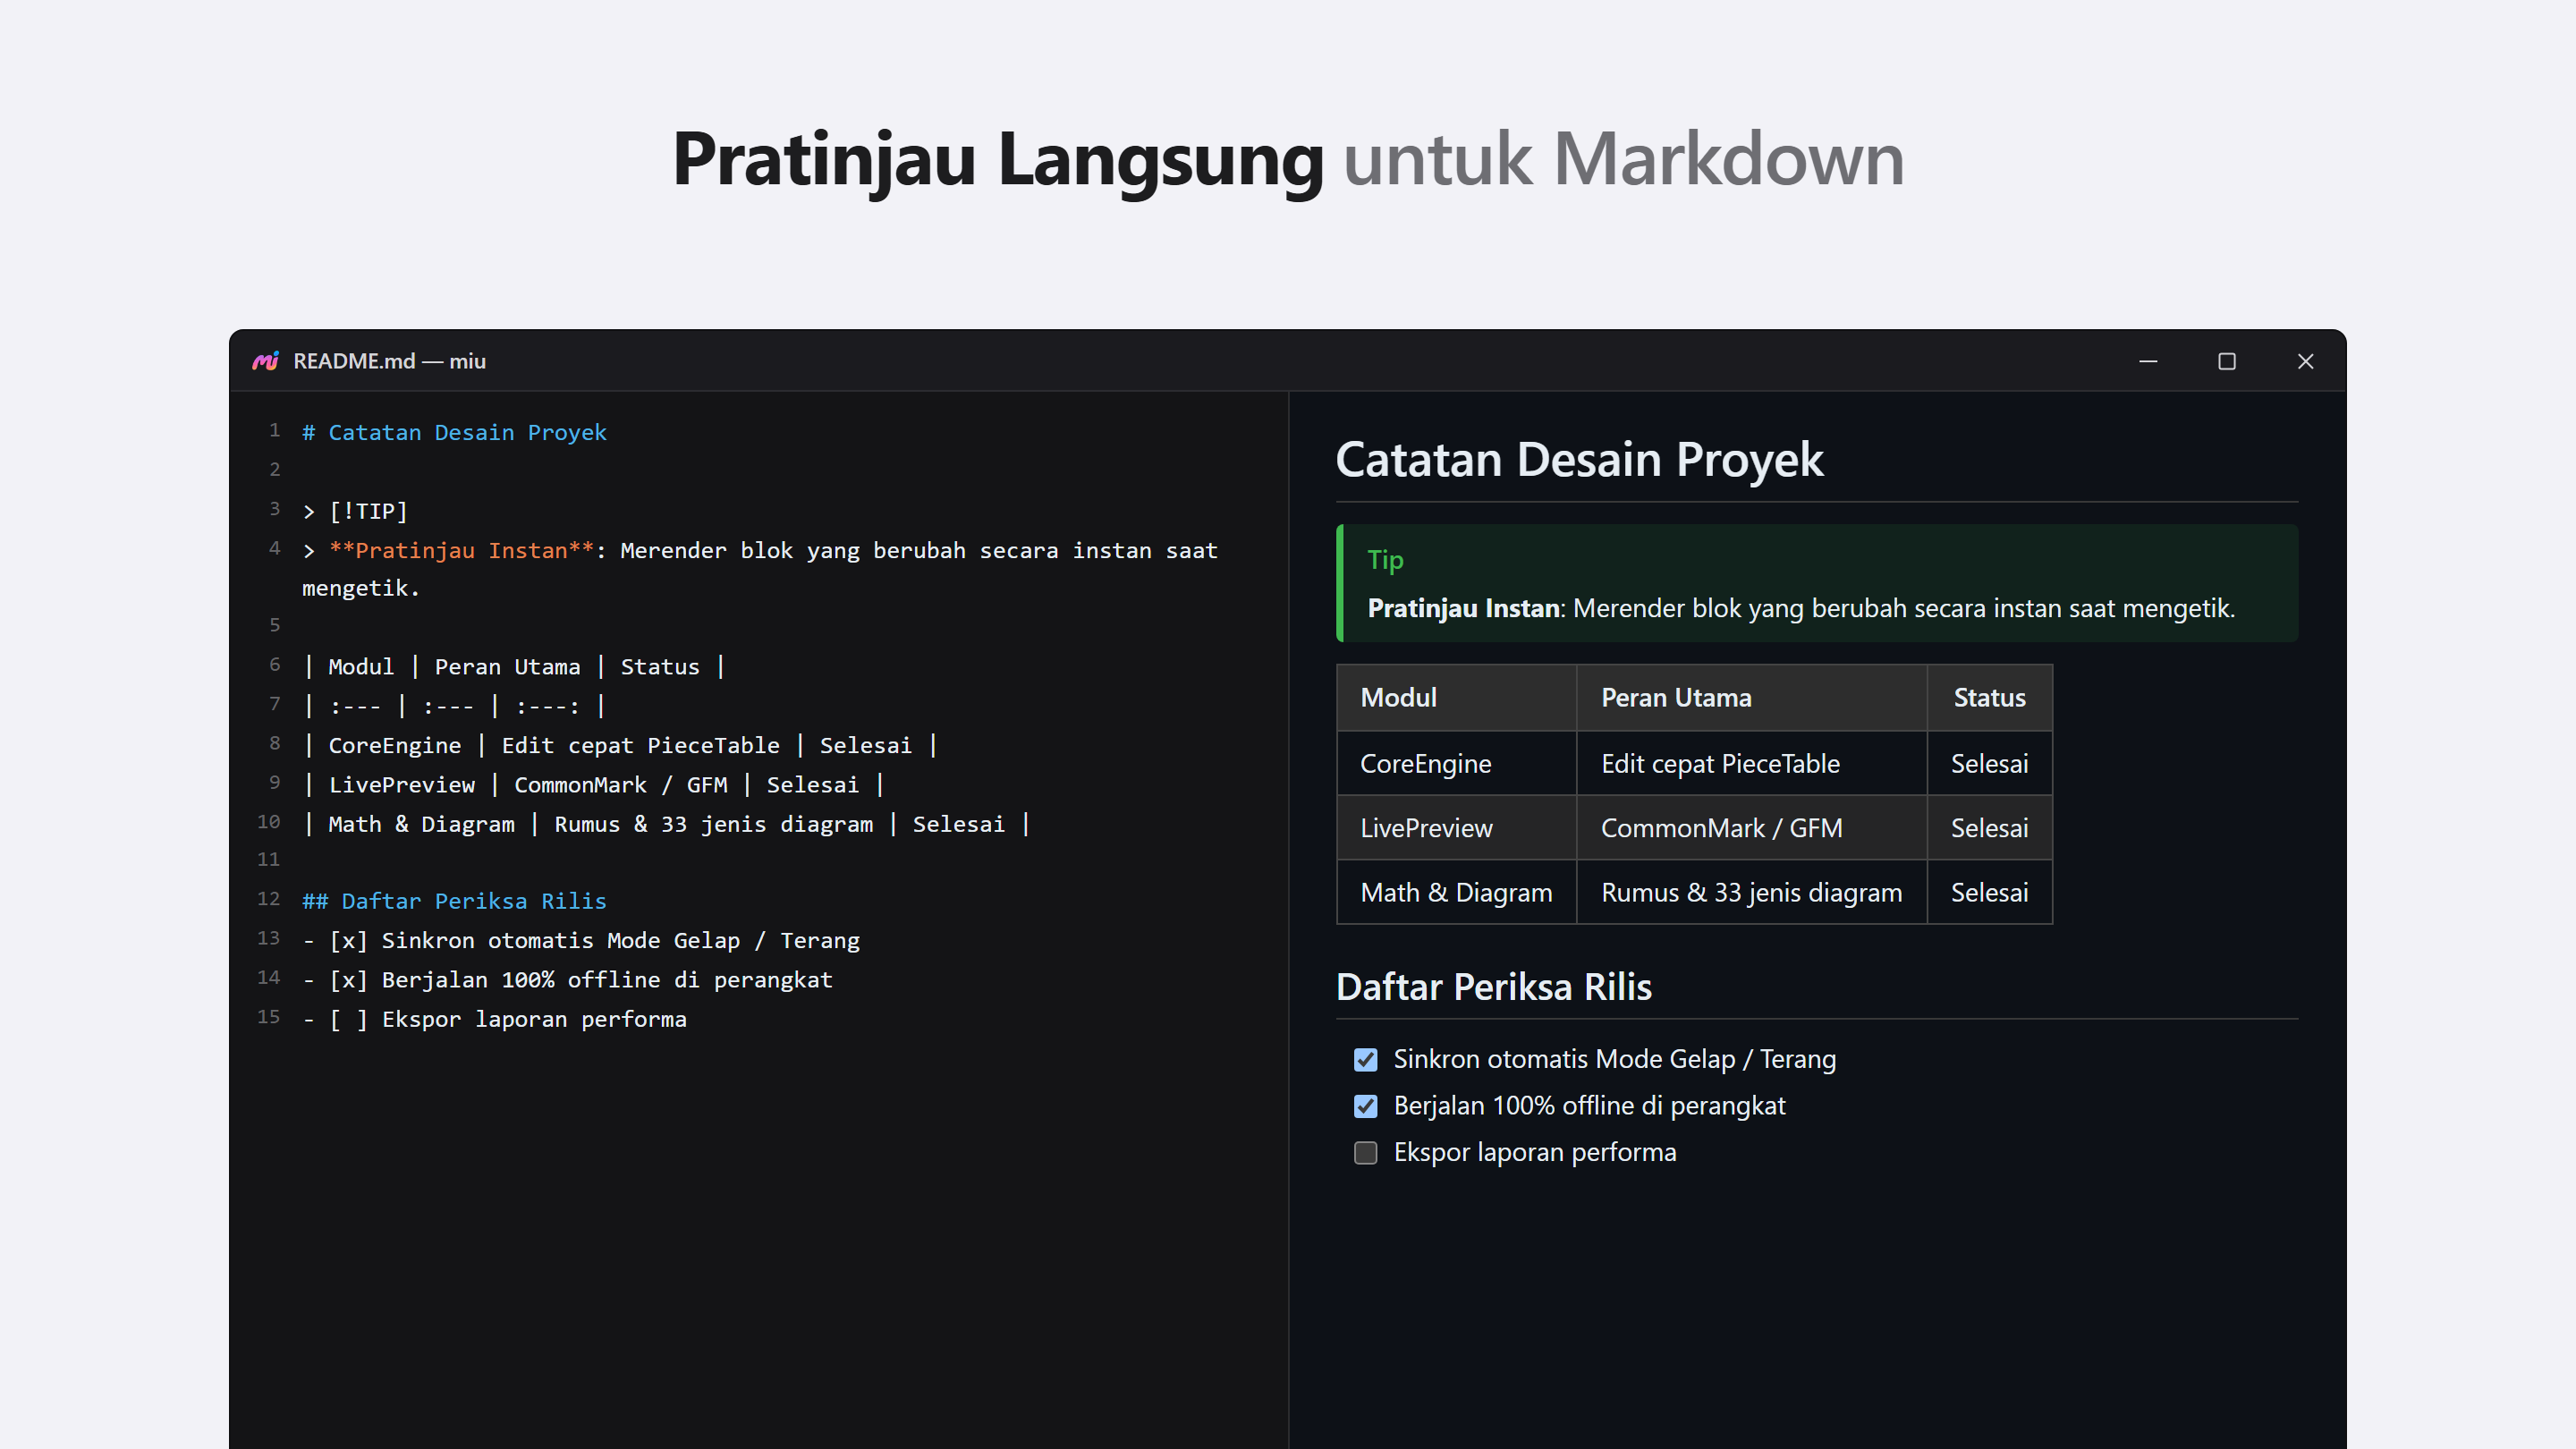 Pratinjau Langsung untuk Markdown
mi README.md — miu
1 # Catatan Desain Proyek
2
3 > [!TIP]
4 > **Pratinjau Instan**: Merender blok yang berubah secara instan saat
mengetik.
5
6 | Modul | Peran Utama | Status |
7 | :--- | :--- | :---: |
8 | CoreEngine | Edit cepat PieceTable | Selesai |
9 | LivePreview | CommonMark / GFM | Selesai |
10 | Math & Diagram | Rumus & 33 jenis diagram | Selesai |
11
12 ## Daftar Periksa Rilis
13 - [x] Sinkron otomatis Mode Gelap / Terang
14 - [x] Berjalan 100% offline di perangkat
15 - [ ] Ekspor laporan performa
Catatan Desain Proyek
Tip
Pratinjau Instan: Merender blok yang berubah secara instan saat mengetik.
Modul Peran Utama Status
CoreEngine Edit cepat PieceTable Selesai
LivePreview CommonMark / GFM Selesai
Math & Diagram Rumus & 33 jenis diagram Selesai
Daftar Periksa Rilis
Sinkron otomatis Mode Gelap / Terang
Berjalan 100% offline di perangkat
Ekspor laporan performa